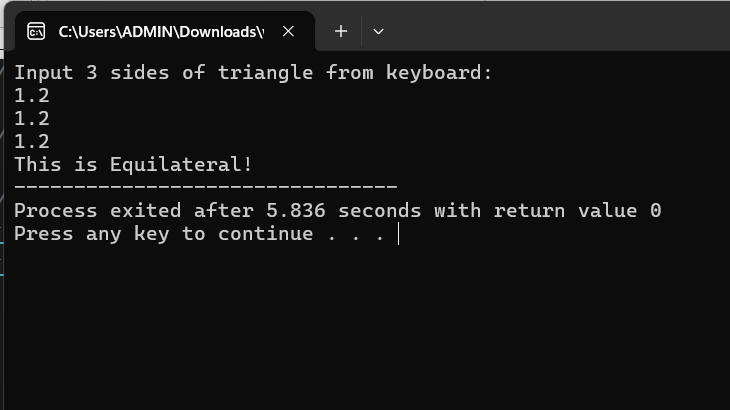 C:\Users\ADMIN\Downloads\
Input 3 sides of triangle from keyboard:
1.2
1.2
1.2
This is Equilateral!
--------------------------------
Process exited after 5.836 seconds with return value 0
Press any key to continue . . .